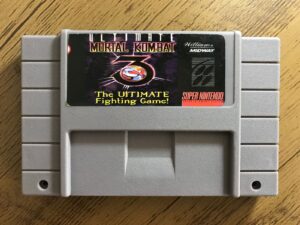 ULTIMATE
MORTAL KOMBAT
3
The ULTIMATE
Fighting Game!
Williams
MIDWAY
SUPER NINTENDO